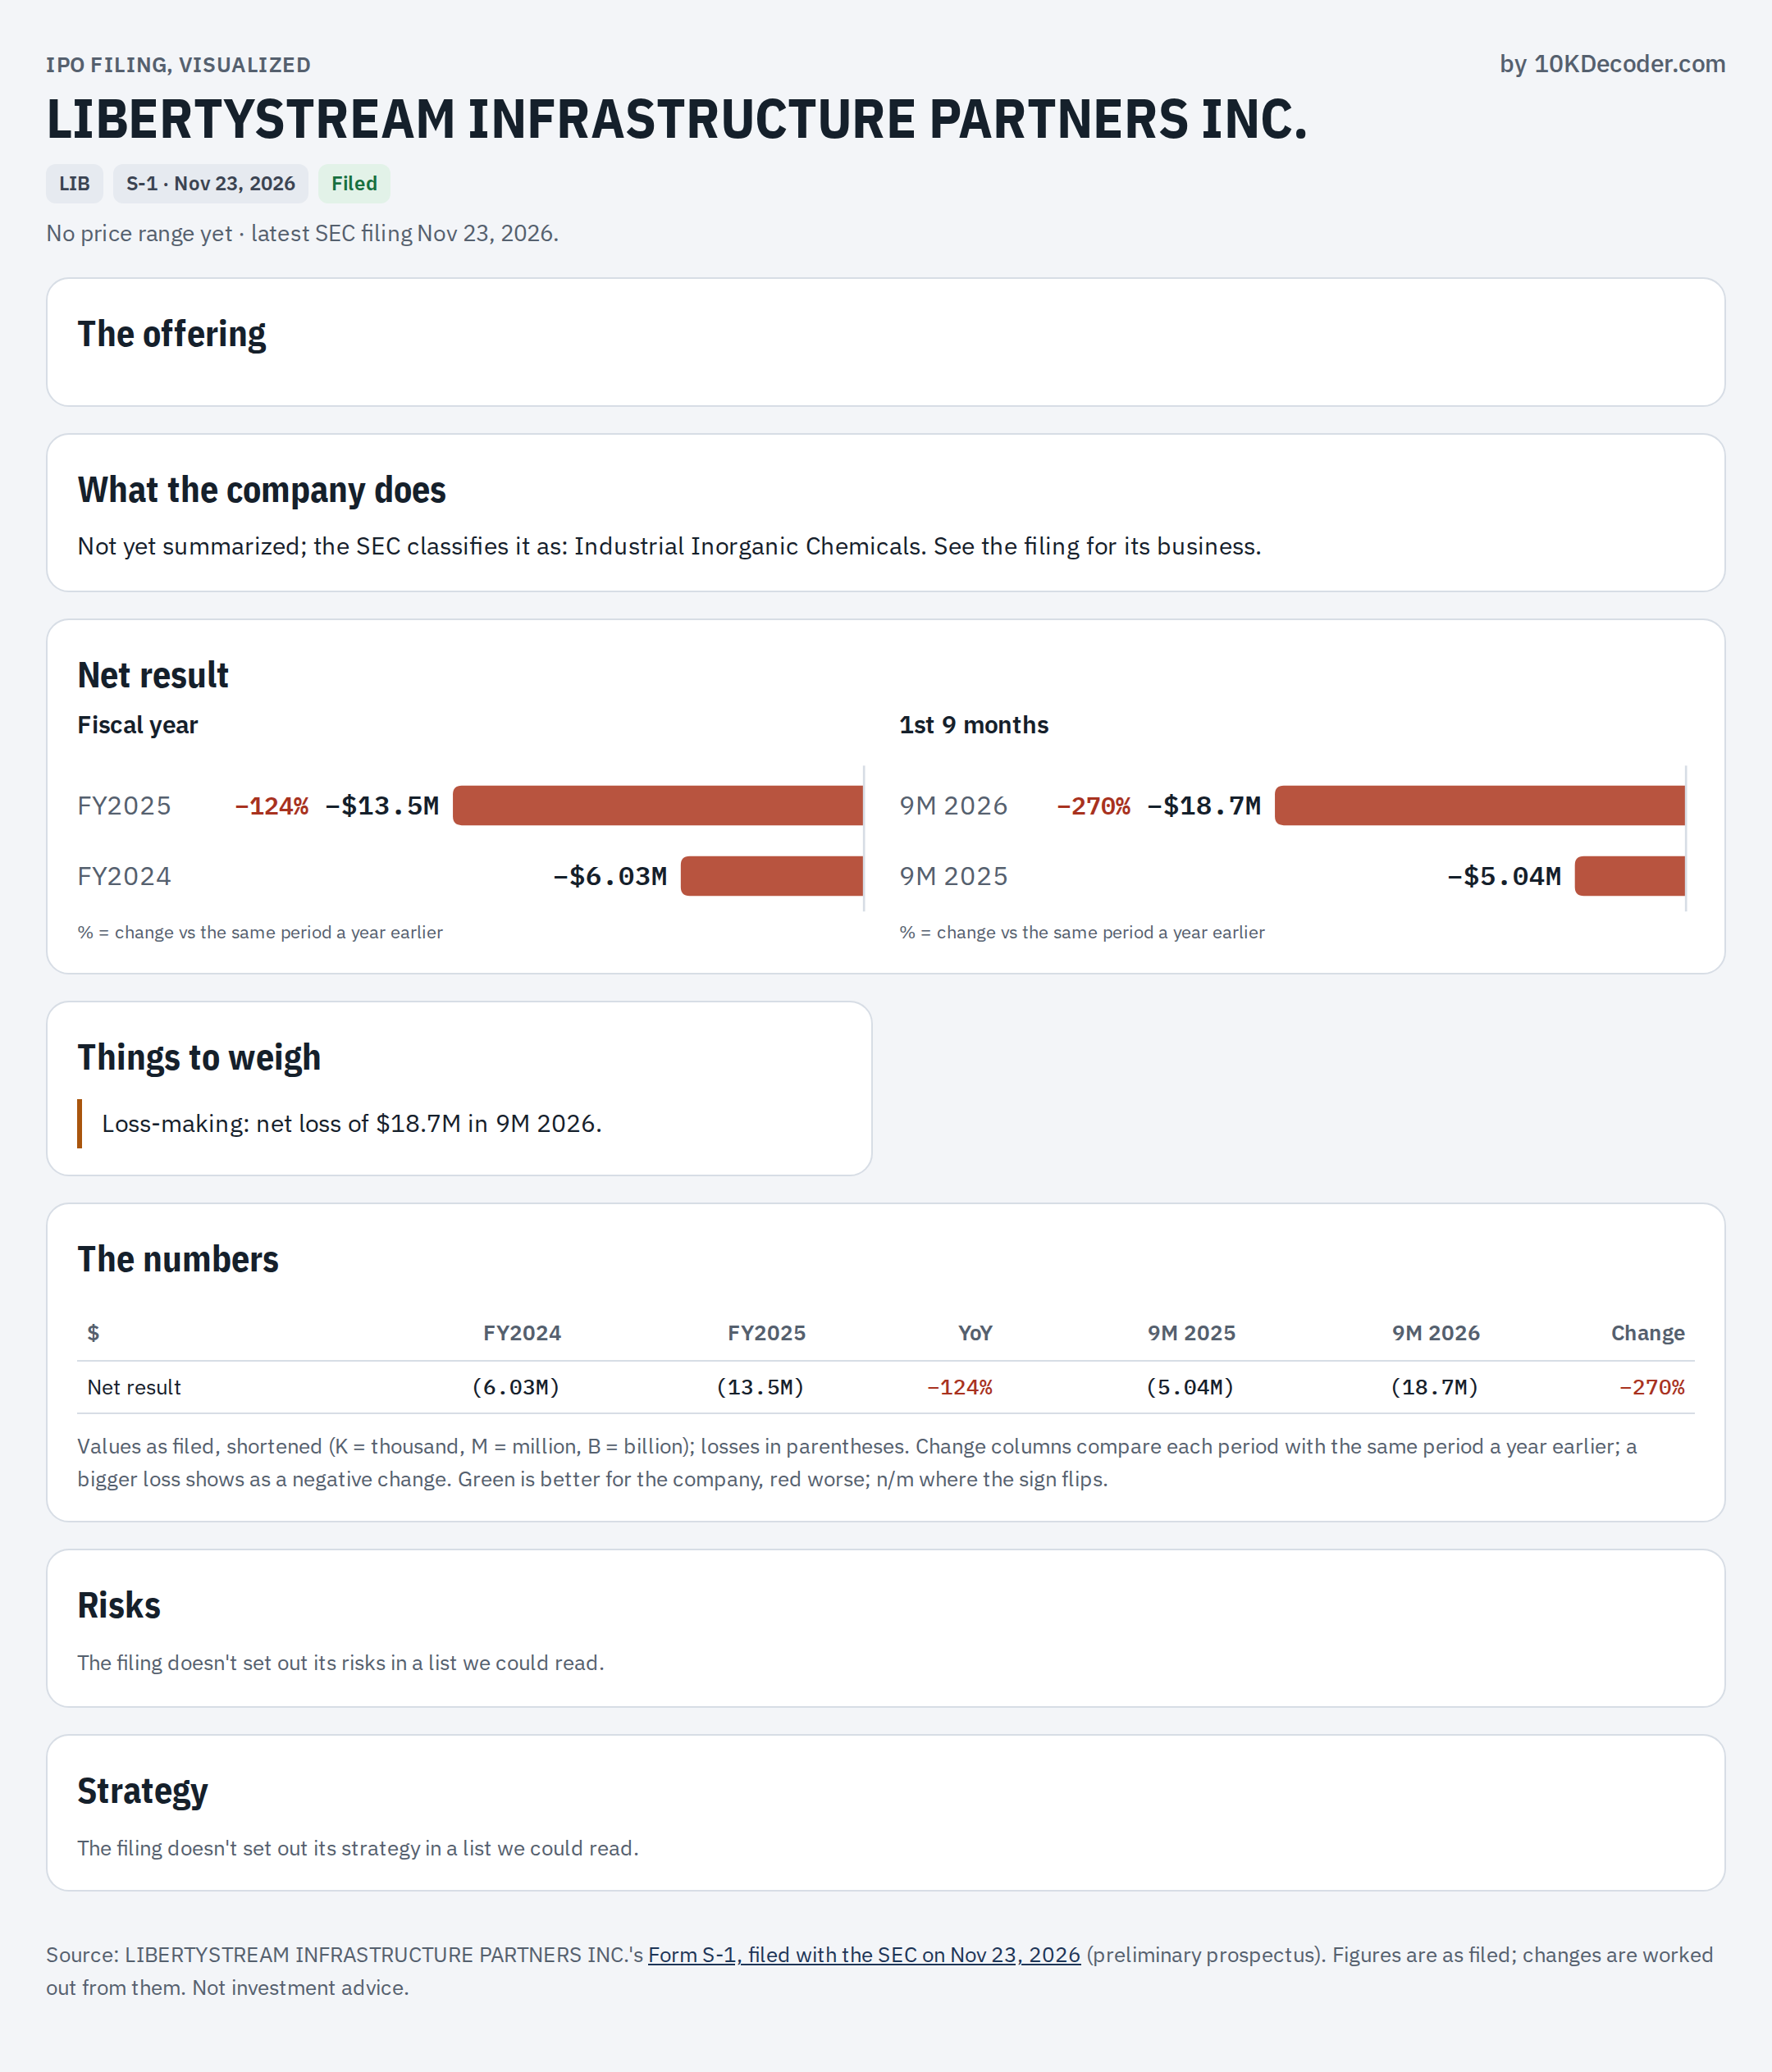 IPO FILING, VISUALIZED
by 10KDecoder.com
LIBERTYSTREAM INFRASTRUCTURE PARTNERS INC.
LIB
S-1 · Nov 23, 2026
Filed
No price range yet · latest SEC filing Nov 23, 2026.
The offering
What the company does
Not yet summarized; the SEC classifies it as: Industrial Inorganic Chemicals. See the filing for its business.
Net result
Fiscal year
FY2025 −124% −$13.5M
FY2024 −$6.03M
% = change vs the same period a year earlier
1st 9 months
9M 2026 −270% −$18.7M
9M 2025 −$5.04M
% = change vs the same period a year earlier
Things to weigh
Loss-making: net loss of $18.7M in 9M 2026.
The numbers
$ FY2024 FY2025 YoY 9M 2025 9M 2026 Change
Net result (6.03M) (13.5M) −124% (5.04M) (18.7M) −270%
Values as filed, shortened (K = thousand, M = million, B = billion); losses in parentheses. Change columns compare each period with the same period a year earlier; a
bigger loss shows as a negative change. Green is better for the company, red worse; n/m where the sign flips.
Risks
The filing doesn't set out its risks in a list we could read.
Strategy
The filing doesn't set out its strategy in a list we could read.
Source: LIBERTYSTREAM INFRASTRUCTURE PARTNERS INC.'s Form S-1, filed with the SEC on Nov 23, 2026 (preliminary prospectus). Figures are as filed; changes are worked
out from them. Not investment advice.